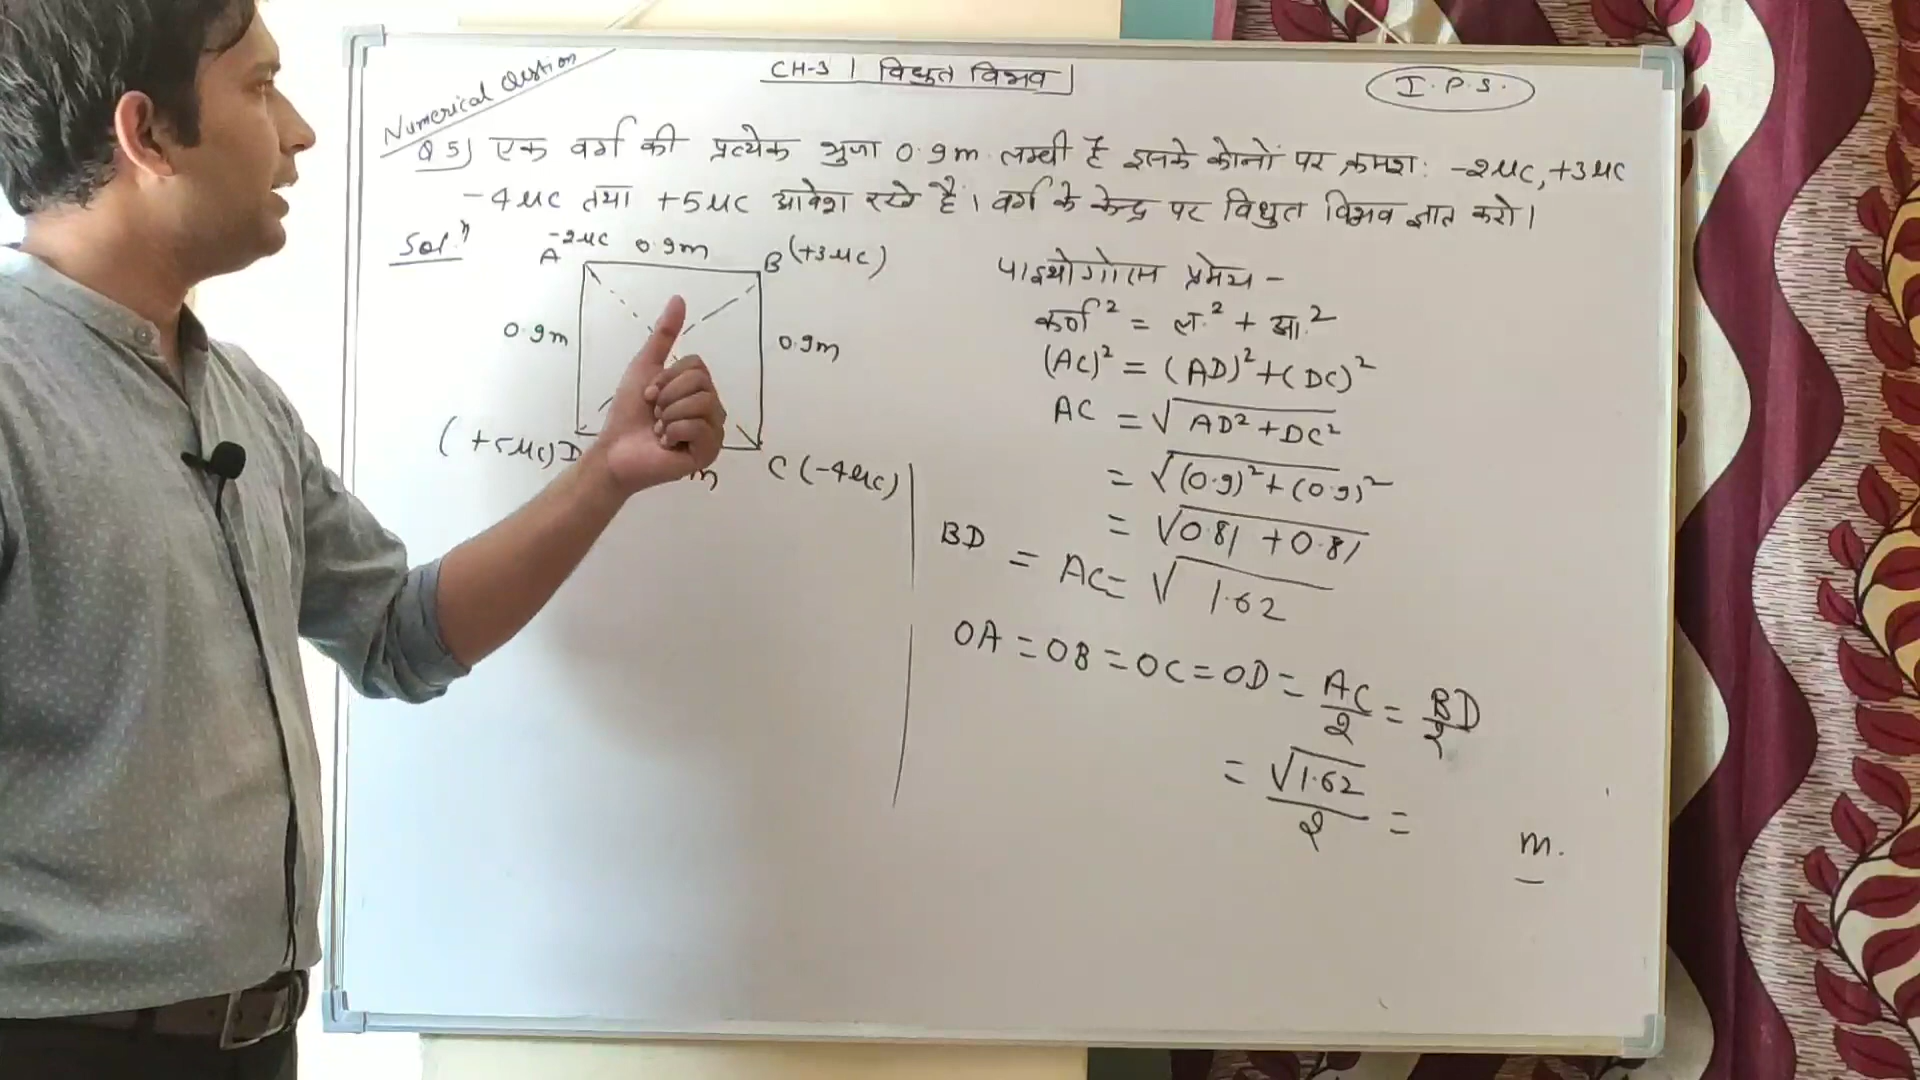 Numerical Question
CH-3 | विधुत विभव |
I.P.S.
Q 5) एक वर्ग की प्रत्येक भुजा 0.9m लम्बी है इसके कोनों पर क्रमश: -2μc, +3μc
-4μc तथा +5μc आवेश रखे है। वर्ग के केन्द्र पर विधुत विभव ज्ञात करो।
Solⁿ
A -2μc 0.9m B (+3μc)
0.9m 0.9m
(+5μc) D m C (-4μc)
पाइथोगोरस प्रमेय -
कर्ण² = ल.² + आ.²
(AC)² = (AD)² + (DC)²
AC = √AD² + DC²
= √(0.9)² + (0.9)²
= √0.81 + 0.81
BD = AC = √1.62
OA = OB = OC = OD = AC/2 = BD/2
= √1.62/2 = m.